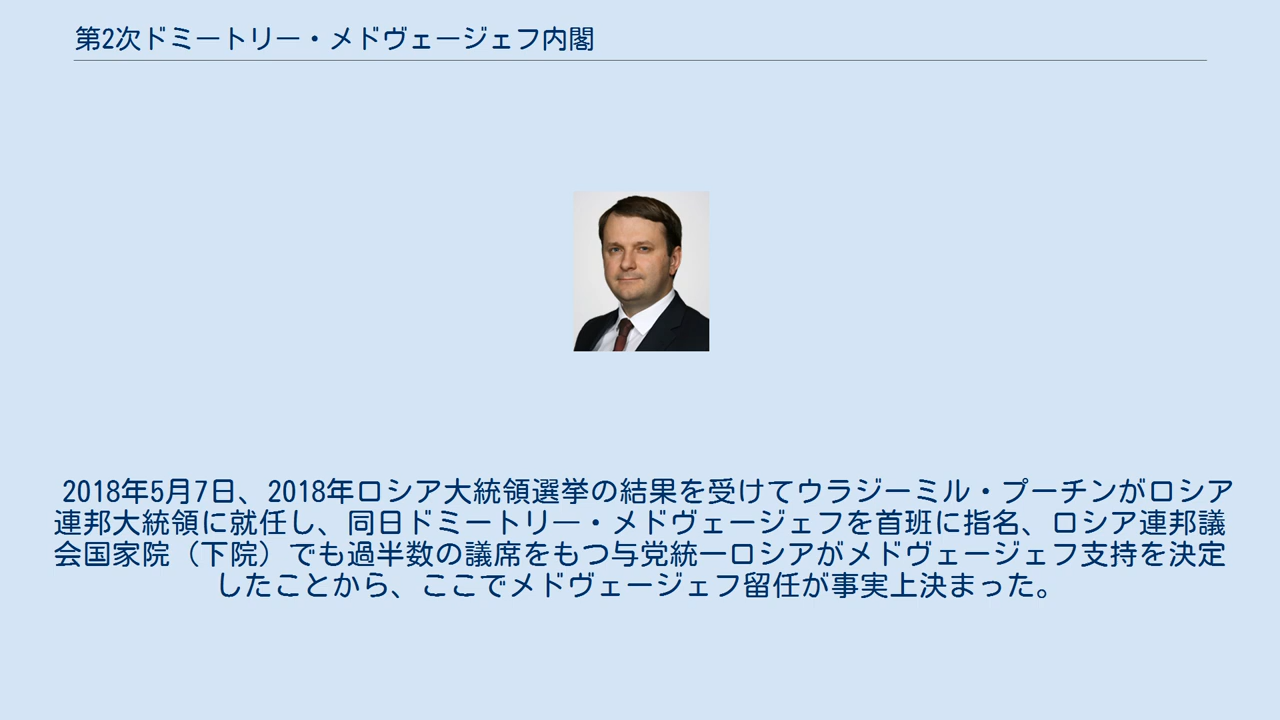 第2次ドミートリー・メドヴェージェフ内閣
2018年5月7日、2018年ロシア大統領選挙の結果を受けてウラジーミル・プーチンがロシア
連邦大統領に就任し、同日ドミートリ―・メドヴェージェフを首班に指名、ロシア連邦議
会国家院（下院）でも過半数の議席をもつ与党統一ロシアがメドヴェージェフ支持を決定
したことから、ここでメドヴェージェフ留任が事実上決まった。